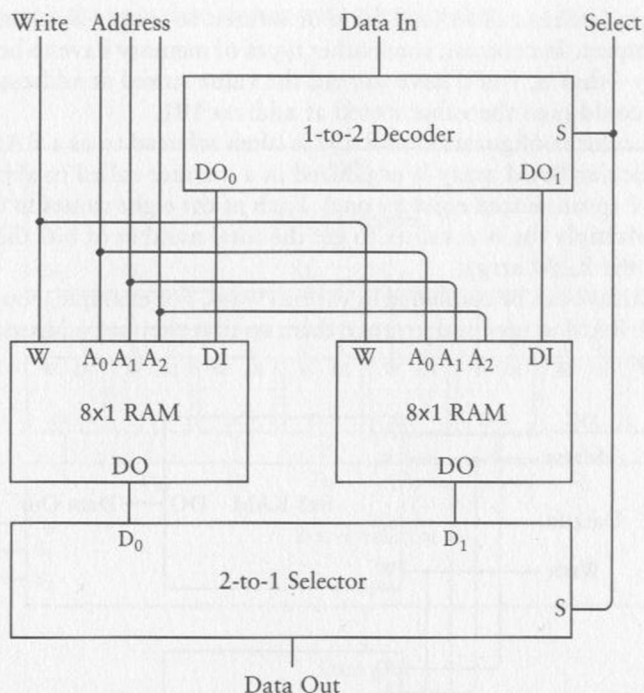 Write Address Data In Select
1-to-2 Decoder S
DO₀ DO₁
W A₀ A₁ A₂ DI W A₀ A₁ A₂ DI
8x1 RAM 8x1 RAM
DO DO
D₀ D₁
2-to-1 Selector
S
Data Out